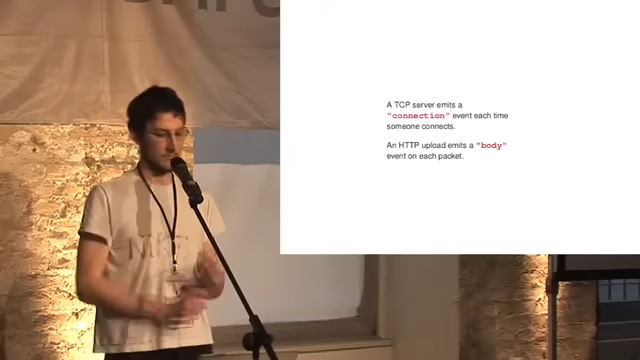 A TCP server emits a
"connection" event each time
someone connects.
An HTTP upload emits a "body"
event on each packet.